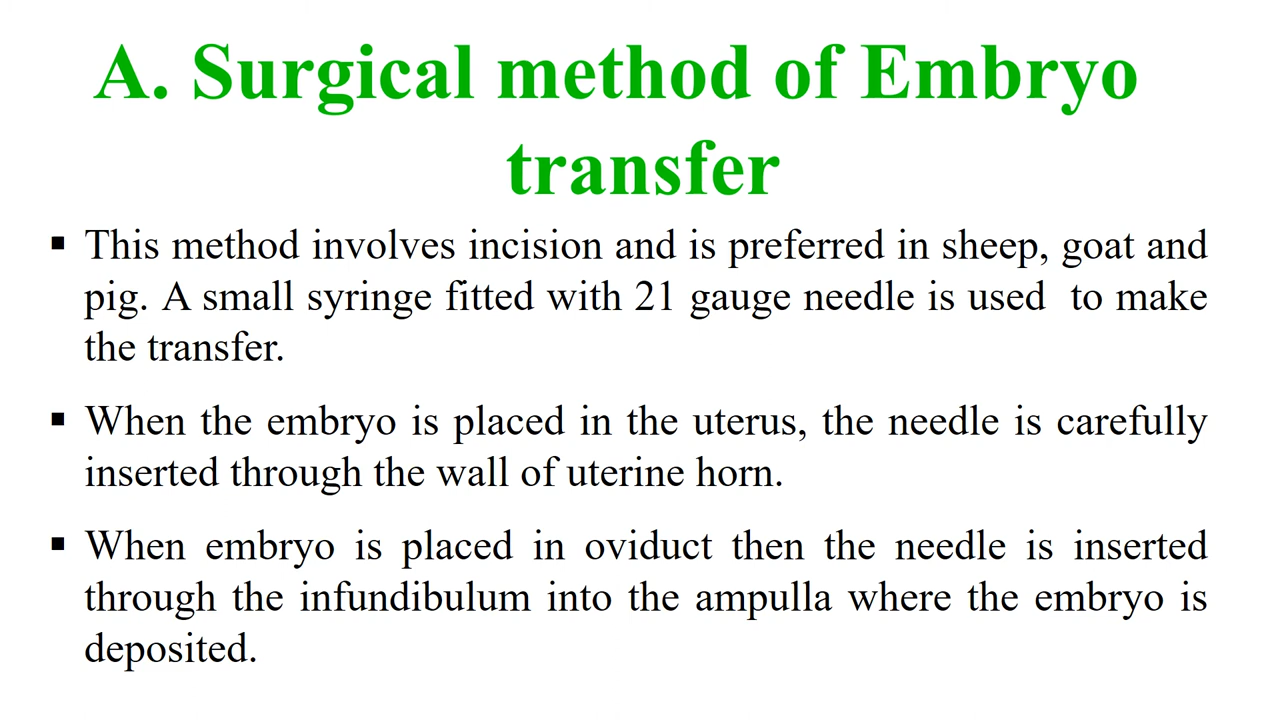 A. Surgical method of Embryo
transfer
▪ This method involves incision and is preferred in sheep, goat and
pig. A small syringe fitted with 21 gauge needle is used  to make
the transfer.
▪ When the embryo is placed in the uterus, the needle is carefully
inserted through the wall of uterine horn.
▪ When embryo is placed in oviduct then the needle is inserted
through the infundibulum into the ampulla where the embryo is
deposited.